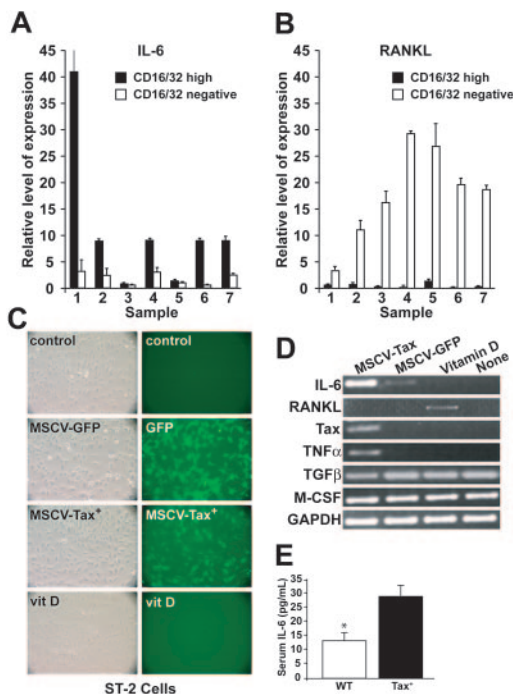 A
IL-6
CD16/32 high
CD16/32 negative
Relative level of expression
45
40
35
30
25
20
15
10
5
0
1 2 3 4 5 6 7
Sample
B
RANKL
CD16/32 high
CD16/32 negative
Relative level of expression
45
40
35
30
25
20
15
10
5
0
1 2 3 4 5 6 7
Sample
C
control
control
MSCV-GFP
GFP
MSCV-Tax⁺
MSCV-Tax⁺
vit D
vit D
ST-2 Cells
D
MSCV-Tax
MSCV-GFP
Vitamin D
None
IL-6
RANKL
Tax
TNFα
TGFβ
M-CSF
GAPDH
E
Serum IL-6 (pg/mL)
35
30
25
20
15
10
5
0
*
WT
Tax⁺